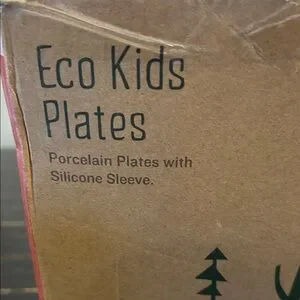 Eco Kids
Plates
Porcelain Plates with
Silicone Sleeve.